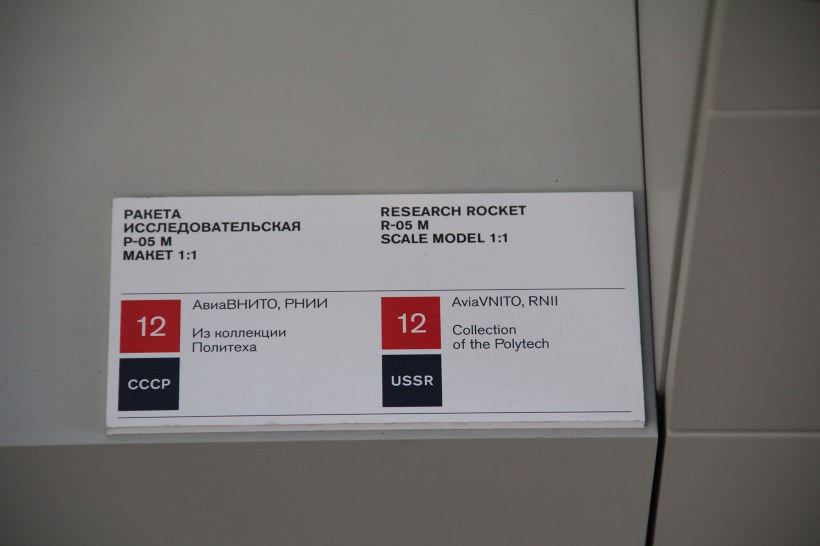 РАКЕТА
ИССЛЕДОВАТЕЛЬСКАЯ
Р-05 М
МАКЕТ 1:1
12
АвиаВНИТО, РНИИ
Из коллекции
Политеха
СССР
RESEARCH ROCKET
R-05 M
SCALE MODEL 1:1
12
AviaVNITO, RNII
Collection
of the Polytech
USSR